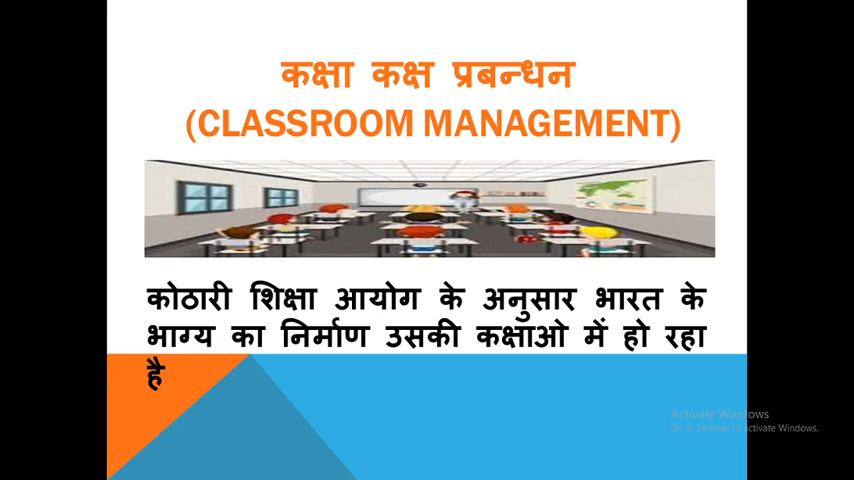 कक्षा कक्ष प्रबन्धन
(CLASSROOM MANAGEMENT)
कोठारी शिक्षा आयोग के अनुसार भारत के
भाग्य का निर्माण उसकी कक्षाओ में हो रहा
है
Activate Windows
Go to Settings to activate Windows.